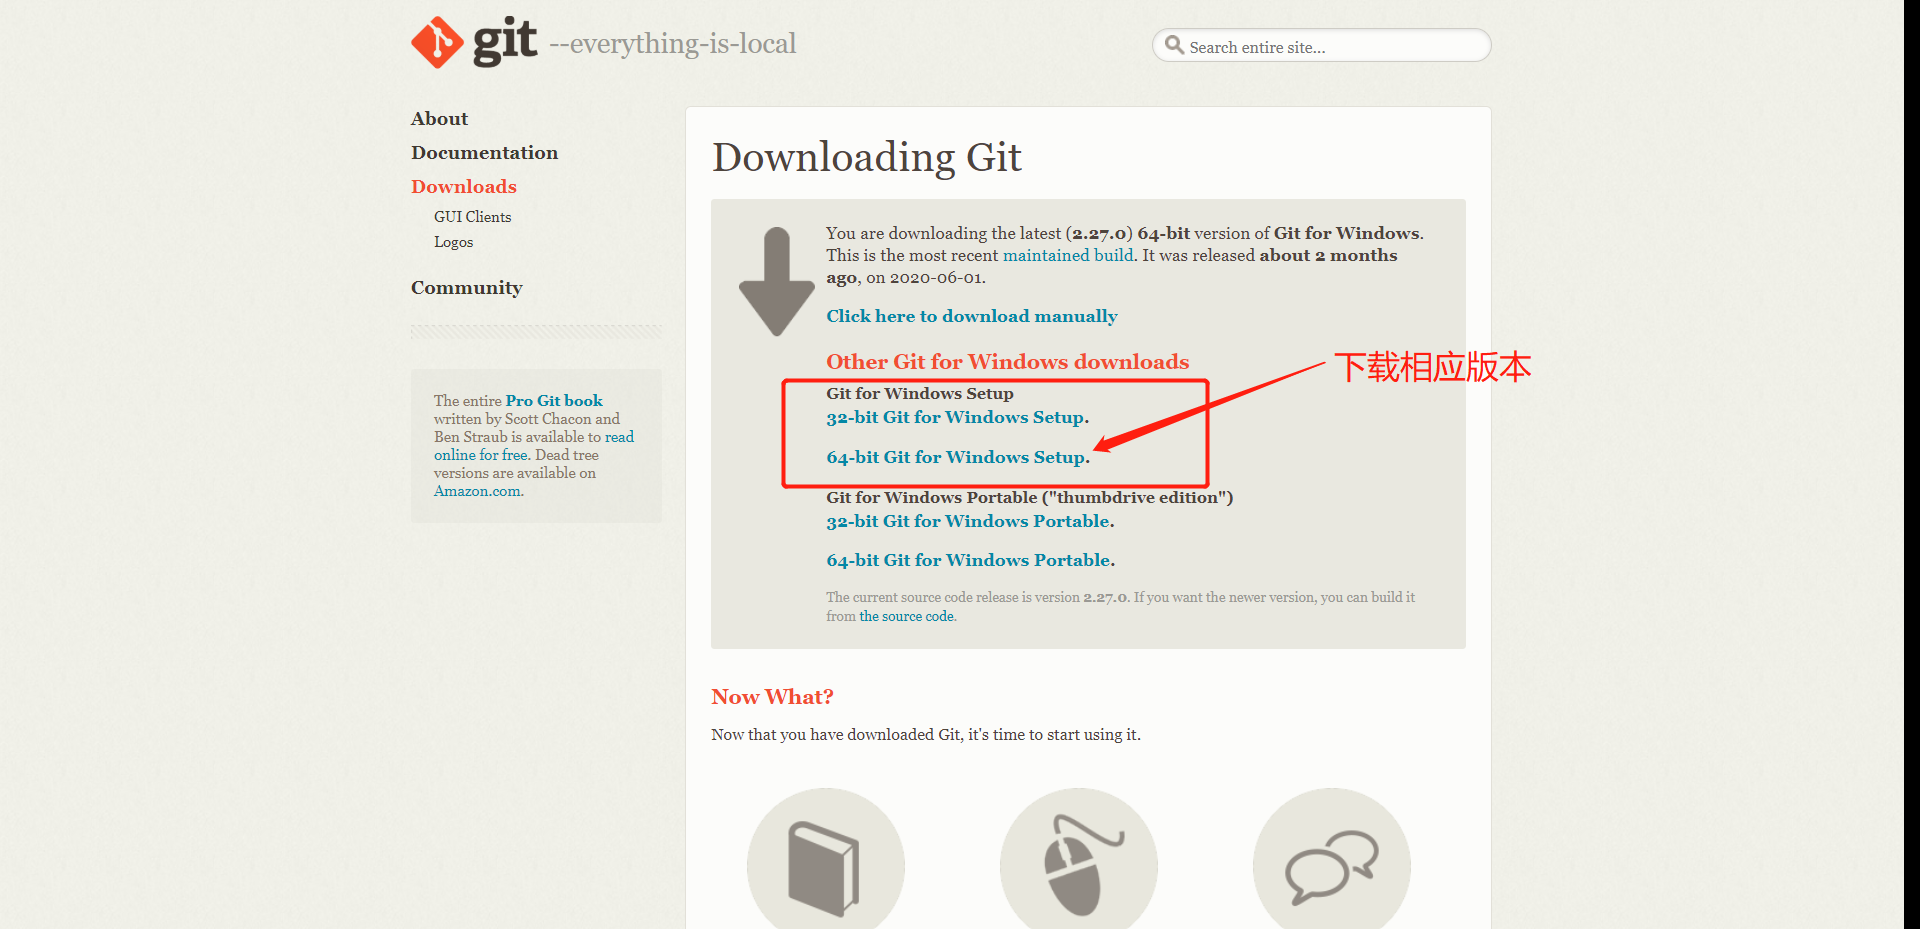 git --everything-is-local
Search entire site...
About
Documentation
Downloads
GUI Clients
Logos
Community
The entire Pro Git book
written by Scott Chacon and
Ben Straub is available to read
online for free. Dead tree
versions are available on
Amazon.com.
Downloading Git
You are downloading the latest (2.27.0) 64-bit version of Git for Windows.
This is the most recent maintained build. It was released about 2 months
ago, on 2020-06-01.
Click here to download manually
Other Git for Windows downloads
下载相应版本
Git for Windows Setup
32-bit Git for Windows Setup.
64-bit Git for Windows Setup.
Git for Windows Portable ("thumbdrive edition")
32-bit Git for Windows Portable.
64-bit Git for Windows Portable.
The current source code release is version 2.27.0. If you want the newer version, you can build it
from the source code.
Now What?
Now that you have downloaded Git, it's time to start using it.